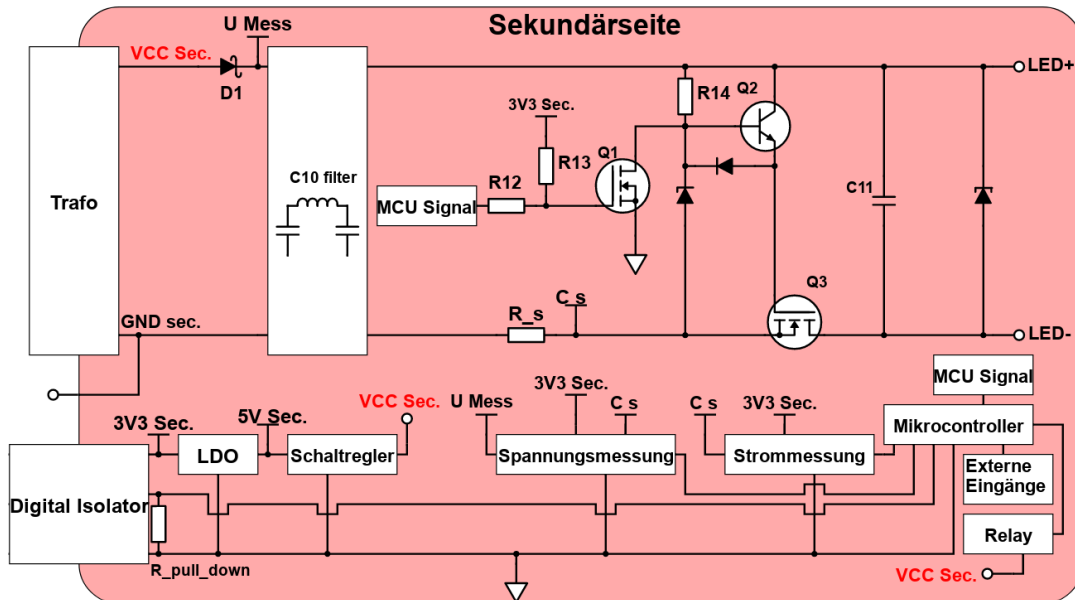 Sekundärseite
U Mess
VCC Sec.
D1
LED+
R14
Q2
3V3 Sec.
R13
Q1
C10 filter
R12
MCU Signal
Trafo
C11
Q3
C s
R_s
GND sec.
LED-
MCU Signal
3V3 Sec.
VCC Sec.
U Mess
C s
C s
3V3 Sec.
3V3 Sec.
5V Sec.
Mikrocontroller
LDO
Schaltregler
Spannungsmessung
Strommessung
Externe
Eingänge
Digital Isolator
Relay
R_pull_down
VCC Sec.